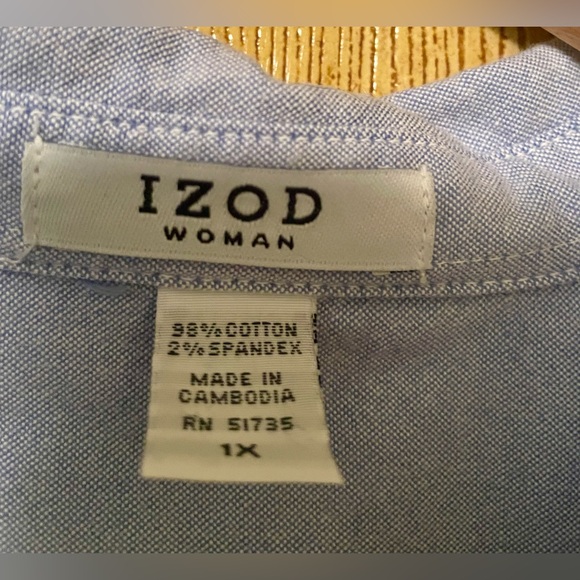 IZOD
WOMAN
98% COTTON
2% SPANDEX
MADE IN
CAMBODIA
RN 51735
1X